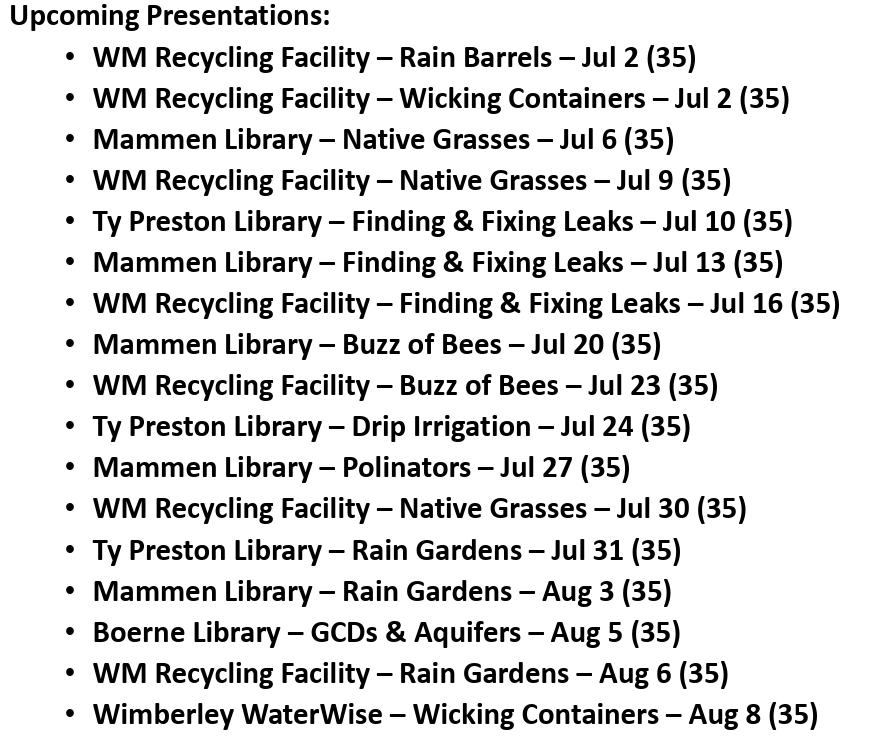 Upcoming Presentations:
• WM Recycling Facility – Rain Barrels – Jul 2 (35)
• WM Recycling Facility – Wicking Containers – Jul 2 (35)
• Mammen Library – Native Grasses – Jul 6 (35)
• WM Recycling Facility – Native Grasses – Jul 9 (35)
• Ty Preston Library – Finding & Fixing Leaks – Jul 10 (35)
• Mammen Library – Finding & Fixing Leaks – Jul 13 (35)
• WM Recycling Facility – Finding & Fixing Leaks – Jul 16 (35)
• Mammen Library – Buzz of Bees – Jul 20 (35)
• WM Recycling Facility – Buzz of Bees – Jul 23 (35)
• Ty Preston Library – Drip Irrigation – Jul 24 (35)
• Mammen Library – Polinators – Jul 27 (35)
• WM Recycling Facility – Native Grasses – Jul 30 (35)
• Ty Preston Library – Rain Gardens – Jul 31 (35)
• Mammen Library – Rain Gardens – Aug 3 (35)
• Boerne Library – GCDs & Aquifers – Aug 5 (35)
• WM Recycling Facility – Rain Gardens – Aug 6 (35)
• Wimberley WaterWise – Wicking Containers – Aug 8 (35)